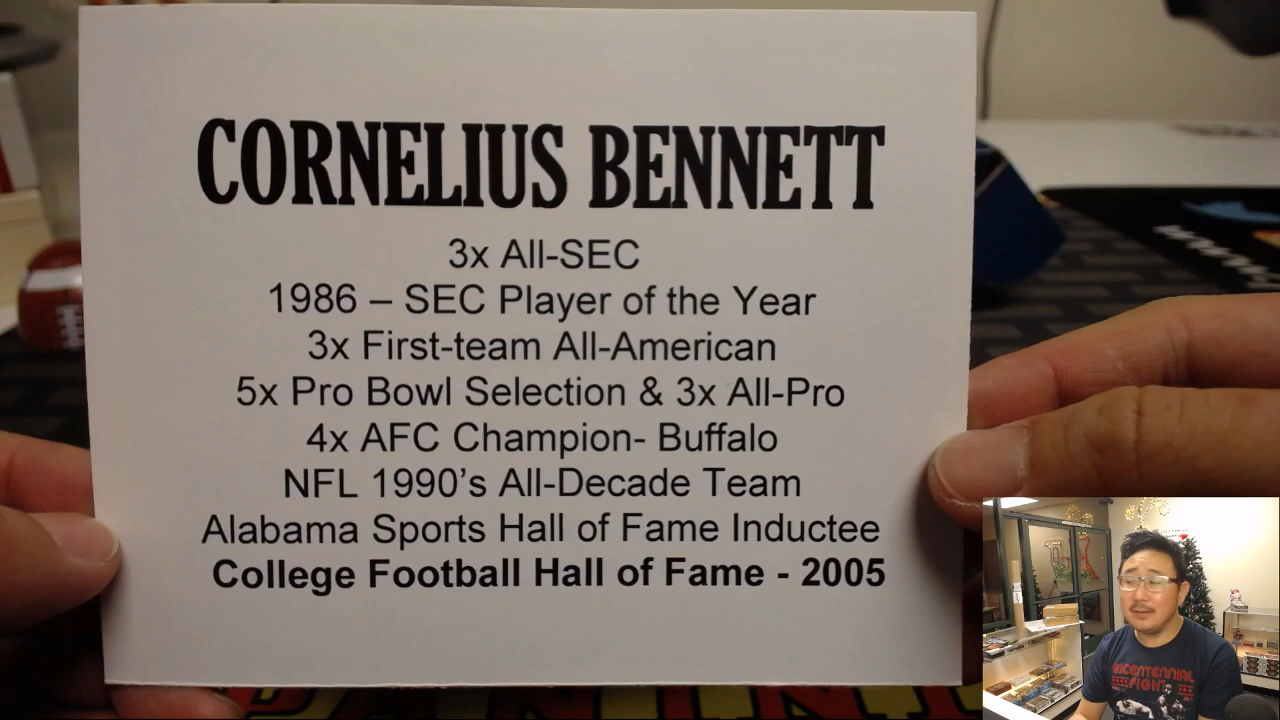 CORNELIUS BENNETT
3x All-SEC
1986 – SEC Player of the Year
3x First-team All-American
5x Pro Bowl Selection & 3x All-Pro
4x AFC Champion- Buffalo
NFL 1990’s All-Decade Team
Alabama Sports Hall of Fame Inductee
College Football Hall of Fame - 2005
BICENTENNIAL
FIGHT